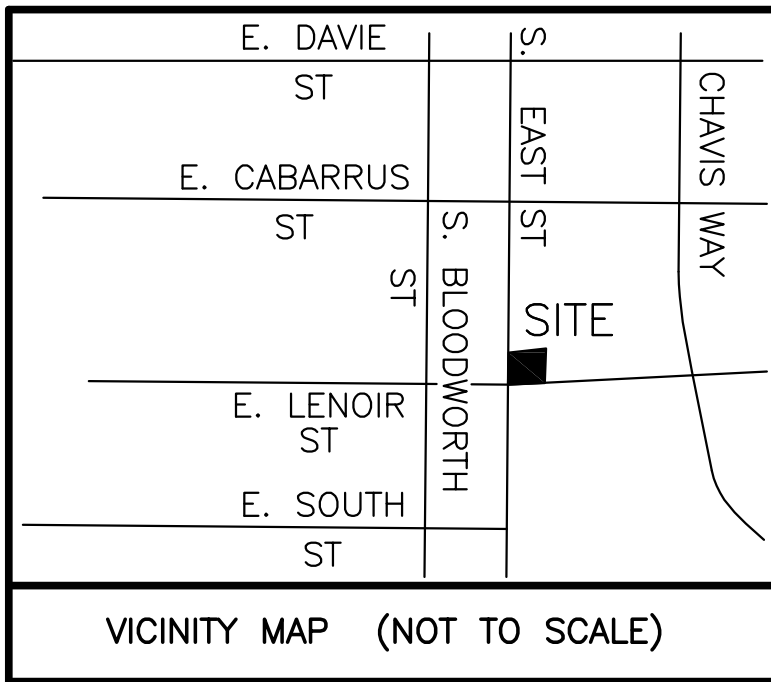 E. DAVIE
ST
S. EAST ST
CHAVIS WAY
E. CABARRUS
ST
S. BLOODWORTH
ST
SITE
E. LENOIR
ST
E. SOUTH
ST
VICINITY MAP (NOT TO SCALE)